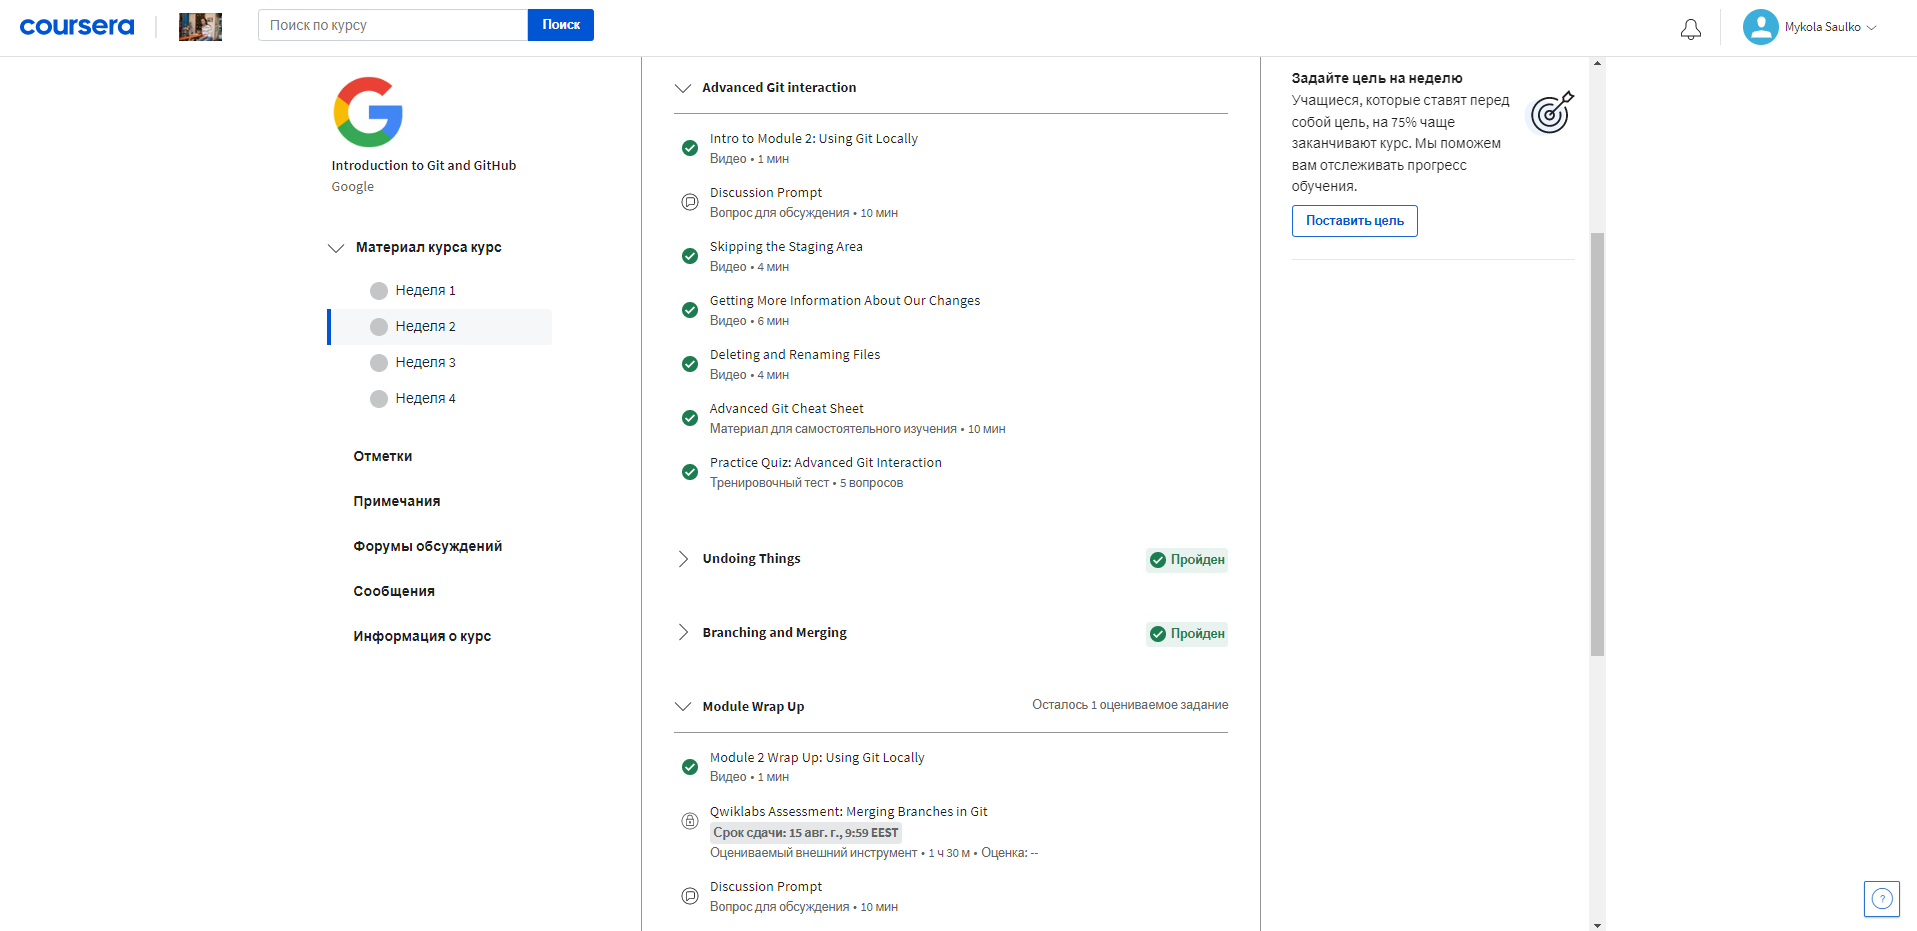 coursera
Поиск по курсу
Поиск
Mykola Saulko
Introduction to Git and GitHub
Google
Материал курса курс
Неделя 1
Неделя 2
Неделя 3
Неделя 4
Отметки
Примечания
Форумы обсуждений
Сообщения
Информация о курс
Advanced Git interaction
Intro to Module 2: Using Git Locally
Видео • 1 мин
Discussion Prompt
Вопрос для обсуждения • 10 мин
Skipping the Staging Area
Видео • 4 мин
Getting More Information About Our Changes
Видео • 6 мин
Deleting and Renaming Files
Видео • 4 мин
Advanced Git Cheat Sheet
Материал для самостоятельного изучения • 10 мин
Practice Quiz: Advanced Git Interaction
Тренировочный тест • 5 вопросов
Undoing Things
Пройден
Branching and Merging
Пройден
Module Wrap Up
Осталось 1 оцениваемое задание
Module 2 Wrap Up: Using Git Locally
Видео • 1 мин
Qwiklabs Assessment: Merging Branches in Git
Срок сдачи: 15 авг. г., 9:59 EEST
Оцениваемый внешний инструмент • 1 ч 30 м • Оценка: --
Discussion Prompt
Вопрос для обсуждения • 10 мин
Задайте цель на неделю
Учащиеся, которые ставят перед
собой цель, на 75% чаще
заканчивают курс. Мы поможем
вам отслеживать прогресс
обучения.
Поставить цель
?